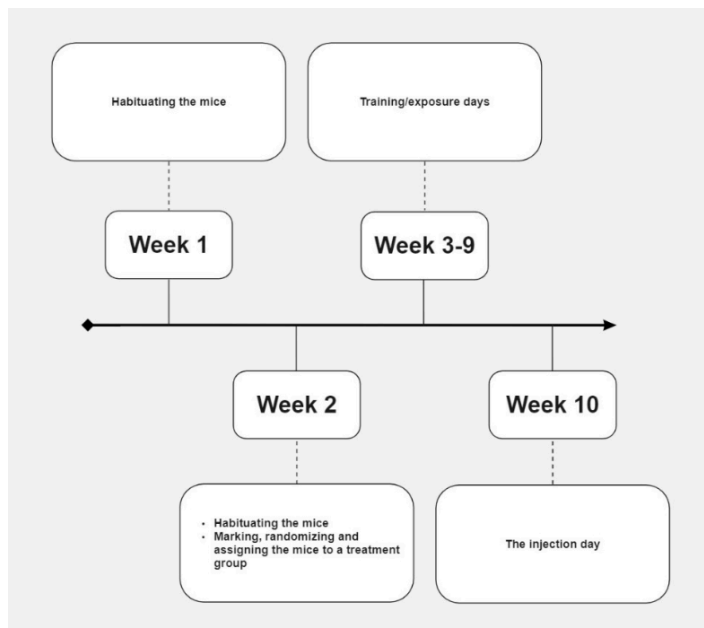 Habituating the mice
Training/exposure days
Week 1
Week 3-9
Week 2
Week 10
• Habituating the mice
• Marking, randomizing and
assigning the mice to a treatment
group
The injection day